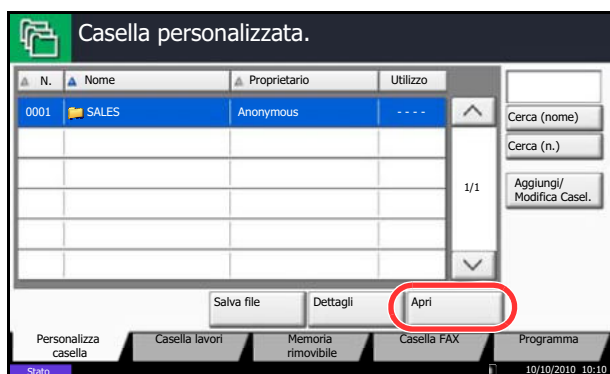 Casella personalizzata.
N. Nome Proprietario Utilizzo
0001 SALES Anonymous - - - -
Cerca (nome)
Cerca (n.)
1/1
Aggiungi/
Modifica Casel.
Salva file Dettagli Apri
Personalizza
casella
Casella lavori
Memoria
rimovibile
Casella FAX
Programma
Stato
10/10/2010 10:10